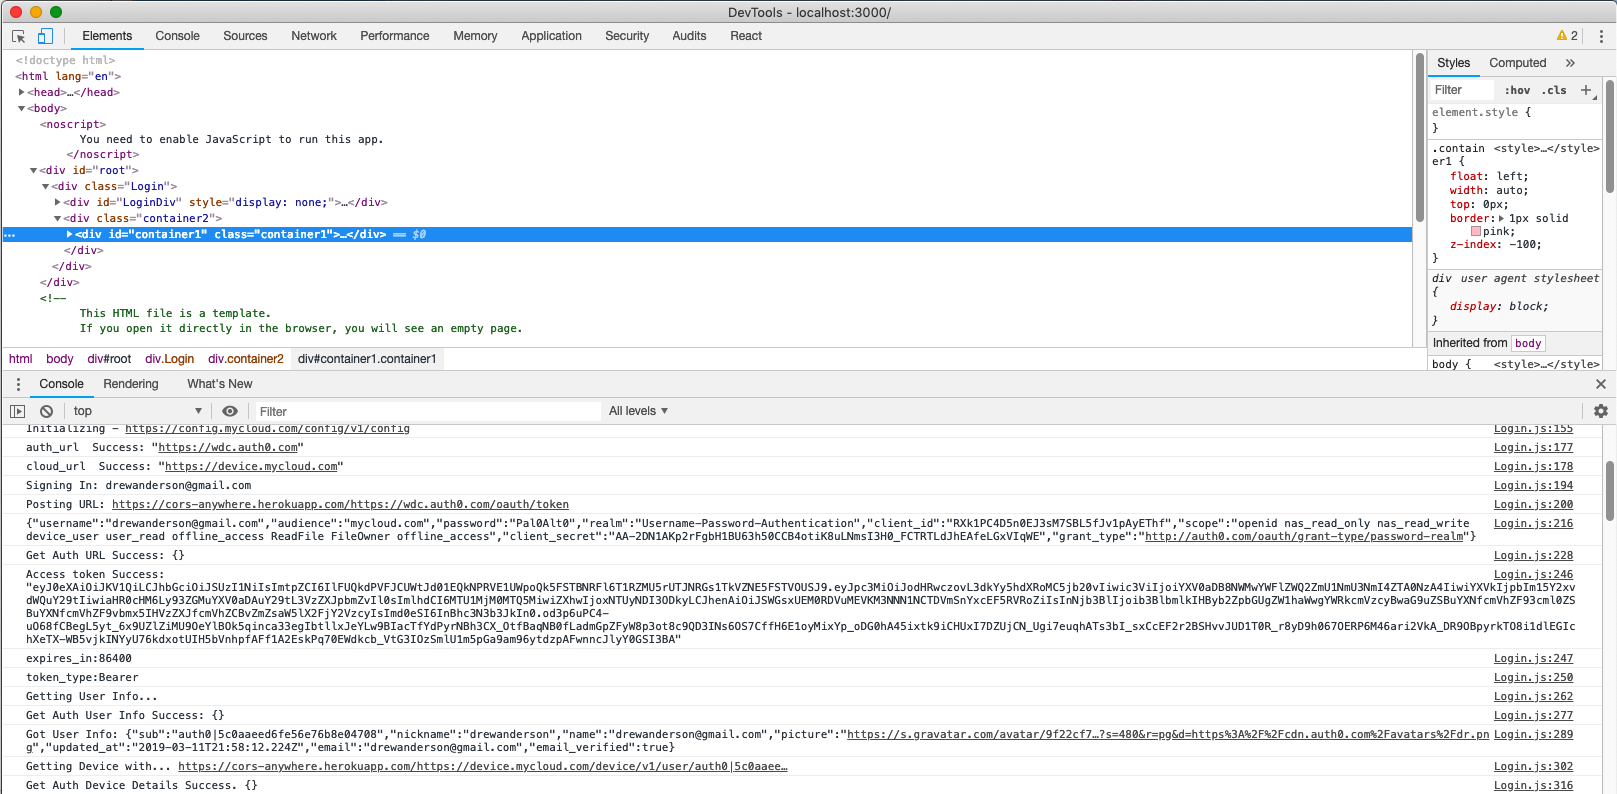 DevTools - localhost:3000/
Elements Console Sources Network Performance Memory Application Security Audits React 2
<!doctype html>
<html lang="en">
<head>…</head>
<body>
<noscript>
You need to enable JavaScript to run this app.
</noscript>
<div id="root">
<div class="Login">
<div id="LoginDiv" style="display: none;">…</div>
<div class="container2">
<div id="container1" class="container1">…</div> == $0
</div>
</div>
</div>
<!--
This HTML file is a template.
If you open it directly in the browser, you will see an empty page.
html body div#root div.Login div.container2 div#container1.container1
Styles Computed »
Filter :hov .cls +
element.style {
}
.contain <style>…</style>
er1 {
float: left;
width: auto;
top: 0px;
border: 1px solid
pink;
z-index: -100;
}
div user agent stylesheet
{
display: block;
}
Inherited from body
body { <style>…</style>
Console Rendering What's New
top Filter All levels
Initializing - https://config.mycloud.com/config/v1/config Login.js:155
auth_url Success: "https://wdc.auth0.com" Login.js:177
cloud_url Success: "https://device.mycloud.com" Login.js:178
Signing In: drewanderson@gmail.com Login.js:194
Posting URL: https://cors-anywhere.herokuapp.com/https://wdc.auth0.com/oauth/token Login.js:200
{"username":"drewanderson@gmail.com","audience":"mycloud.com","password":"Pal0Alt0","realm":"Username-Password-Authentication","client_id":"RXk1PC4D5n0EJ3sM7SBL5fJv1pAyEThf","scope":"openid nas_read_only nas_read_write Login.js:216
device_user user_read offline_access ReadFile FileOwner offline_access","client_secret":"AA-2DN1AKp2rFgbH1BU63h50CCB4otiK8uLNmsI3H0_FCTRTLdJhEAfeLGxVIqWE","grant_type":"http://auth0.com/oauth/grant-type/password-realm"}
Get Auth URL Success: {} Login.js:228
Access token Success: Login.js:246
expires_in:86400 Login.js:247
token_type:Bearer Login.js:250
Getting User Info... Login.js:262
Get Auth User Info Success: {} Login.js:277
Got User Info: {"sub":"auth0|5c0aaeed6fe56e76b8e04708","nickname":"drewanderson","name":"drewanderson@gmail.com","picture":"https://s.gravatar.com/avatar/9f22cf7…?s=480&r=pg&d=https%3A%2F%2Fcdn.auth0.com%2Favatars%2Fdr.pn Login.js:289
g","updated_at":"2019-03-11T21:58:12.224Z","email":"drewanderson@gmail.com","email_verified":true}
Getting Device with... https://cors-anywhere.herokuapp.com/https://device.mycloud.com/device/v1/user/auth0|5c0aaee… Login.js:302
Get Auth Device Details Success. {} Login.js:316